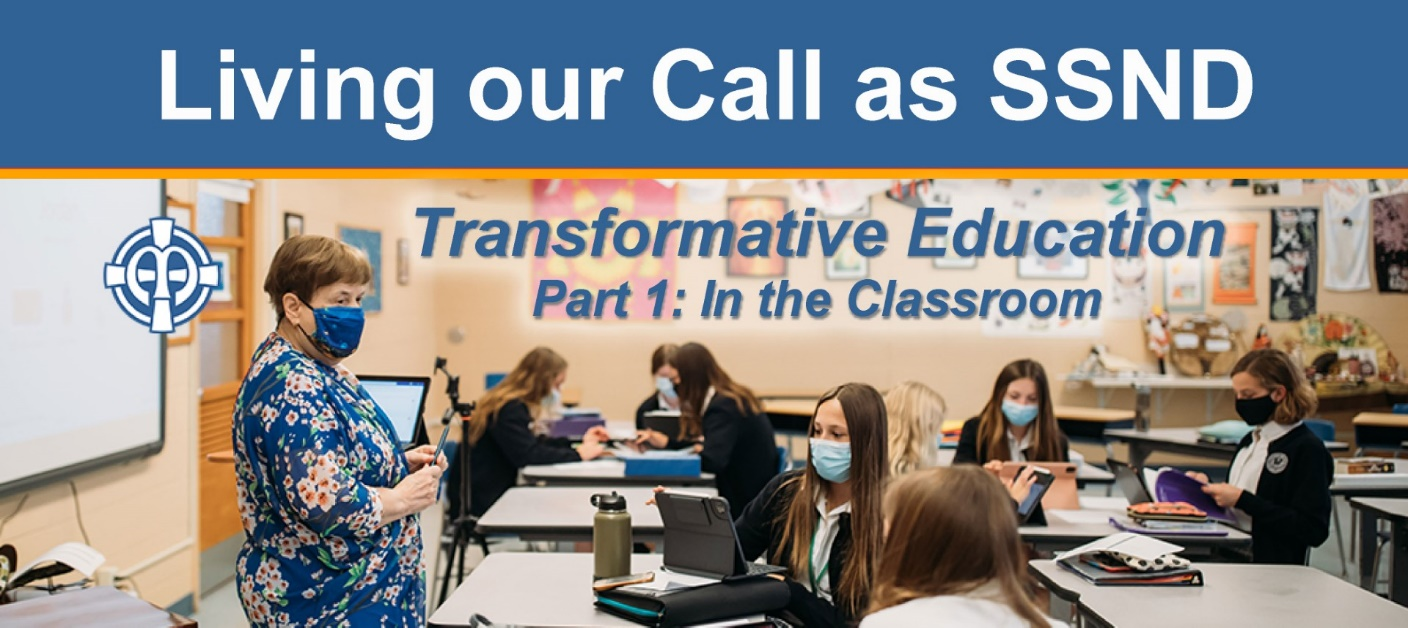 Living our Call as SSND
Transformative Education
Part 1: In the Classroom